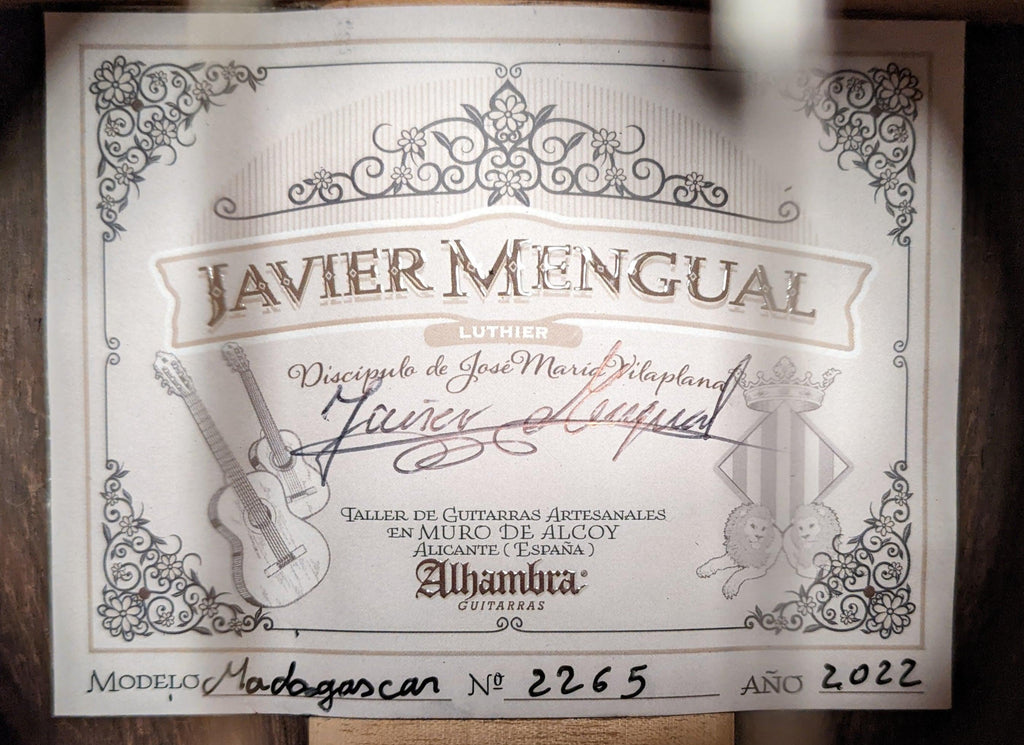 JAVIER MENGUAL
LUTHIER
Discípulo de José María Vilaplana
Javier Mengual
TALLER DE GUITARRAS ARTESANALES
EN MURO DE ALCOY
ALICANTE (ESPAÑA)
Alhambra®
GUITARRAS
MODELO Madagascar Nº 2265 AÑO 2022